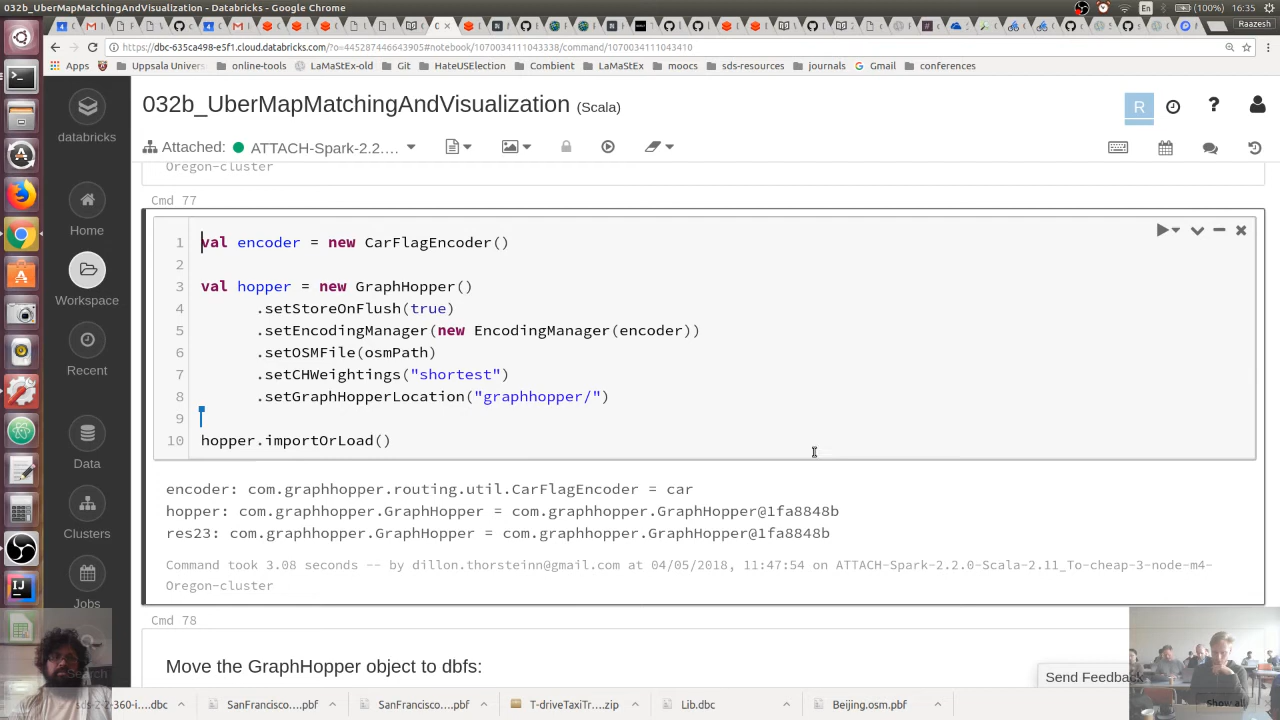 032b_UberMapMatchingAndVisualization - Databricks - Google Chrome
En
(100%)
16:35
Raazesh
https://dbc-635ca498-e5f1.cloud.databricks.com/?o=445287446643905#notebook/1070034111043338/command/1070034111043410
Apps
Uppsala Univers
online-tools
LaMaStEx-old
Git
HateUSElection
Combient
LaMaStEx
moocs
sds-resources
journals
Gmail
conferences
032b_UberMapMatchingAndVisualization (Scala)
R
?
databricks
Attached:
ATTACH-Spark-2.2....
Oregon-cluster
Home
Workspace
Recent
Data
Clusters
Jobs
Search
Cmd 77
1 val encoder = new CarFlagEncoder()
2
3 val hopper = new GraphHopper()
4 .setStoreOnFlush(true)
5 .setEncodingManager(new EncodingManager(encoder))
6 .setOSMFile(osmPath)
7 .setCHWeightings("shortest")
8 .setGraphHopperLocation("graphhopper/")
9
10 hopper.importOrLoad()
encoder: com.graphhopper.routing.util.CarFlagEncoder = car
hopper: com.graphhopper.GraphHopper = com.graphhopper.GraphHopper@1fa8848b
res23: com.graphhopper.GraphHopper = com.graphhopper.GraphHopper@1fa8848b
Command took 3.08 seconds -- by dillon.thorsteinn@gmail.com at 04/05/2018, 11:47:54 on ATTACH-Spark-2.2.0-Scala-2.11_To-cheap-3-node-m4-
Oregon-cluster
Cmd 78
Move the GraphHopper object to dbfs:
Send Feedback
SanFrancisco....pbf
SanFrancisco....pbf
T-driveTaxiTr....zip
Lib.dbc
Beijing.osm.pbf
Show all